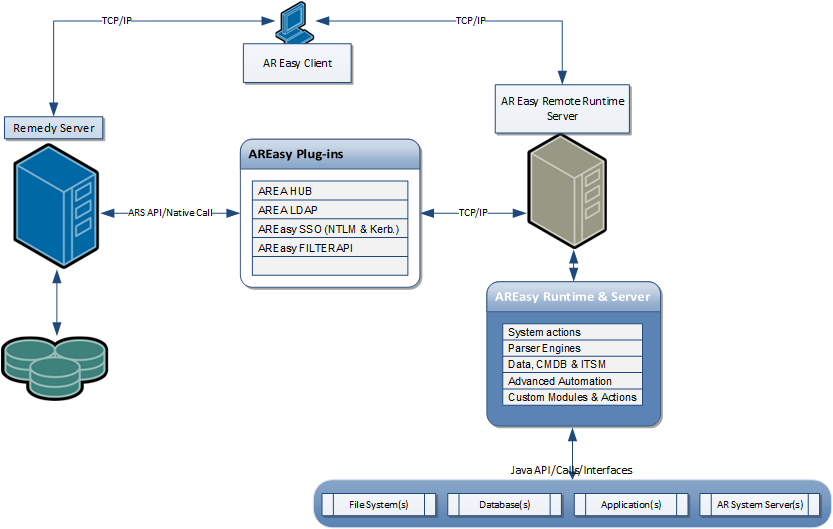 TCP/IP
TCP/IP
AR Easy Client
AR Easy Remote Runtime
Server
Remedy Server
AREasy Plug-ins
AREA HUB
AREA LDAP
AREasy SSO (NTLM & Kerb.)
AREasy FILTERAPI
ARS API/Native Call
TCP/IP
AREasy Runtime & Server
System actions
Parser Engines
Data, CMDB & ITSM
Advanced Automation
Custom Modules & Actions
Java API/Calls/Interfaces
File System(s)
Database(s)
Application(s)
AR System Server(s)